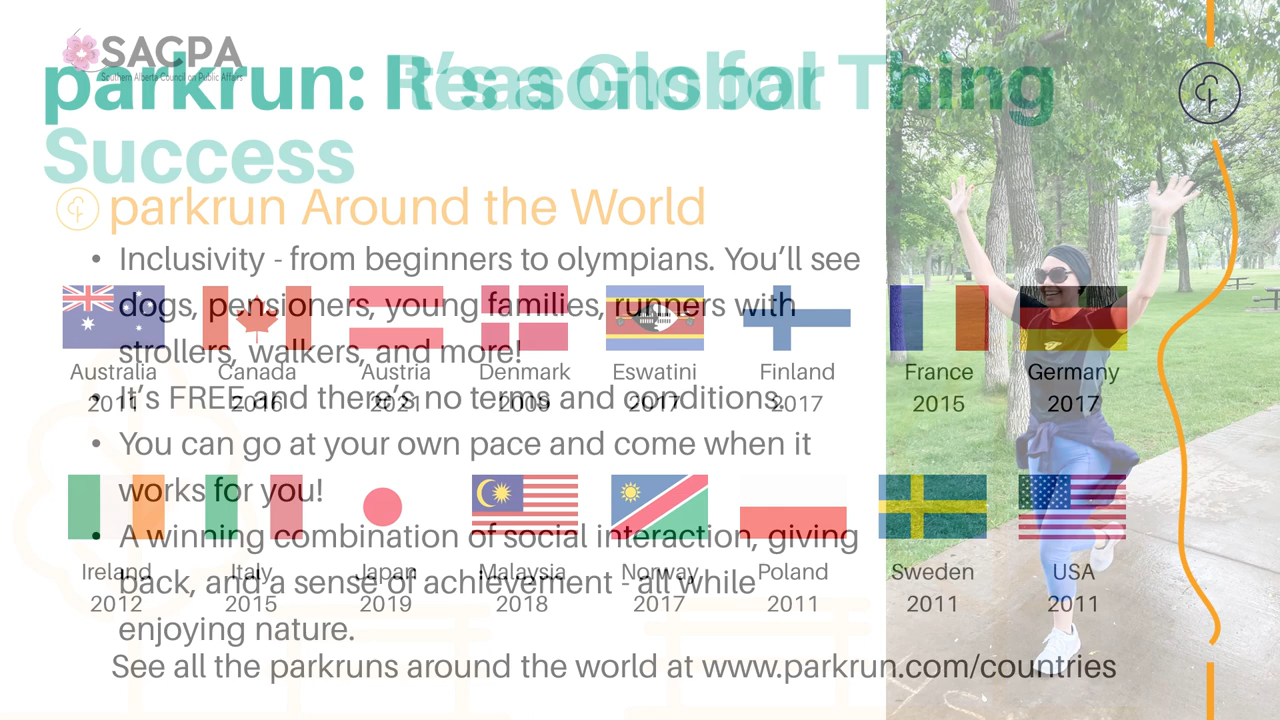 SACPA
Southern Alberta Council on Public Affairs
parkrun: It's a Global Thing
parkrun: Reasons for
Success
parkrun Around the World
• Inclusivity - from beginners to olympians. You’ll see
dogs, pensioners, young families, runners with
strollers, walkers, and more!
Australia Canada Austria Denmark Eswatini Finland France Germany
2011 2016 2021 2009 2017 2017 2015 2017
• It’s FREE and there’s no terms and conditions.
• You can go at your own pace and come when it
works for you!
• A winning combination of social interaction, giving
back, and a sense of achievement - all while
enjoying nature.
Ireland Italy Japan Malaysia Norway Poland Sweden USA
2012 2015 2019 2018 2017 2011 2011 2011
See all the parkruns around the world at www.parkrun.com/countries